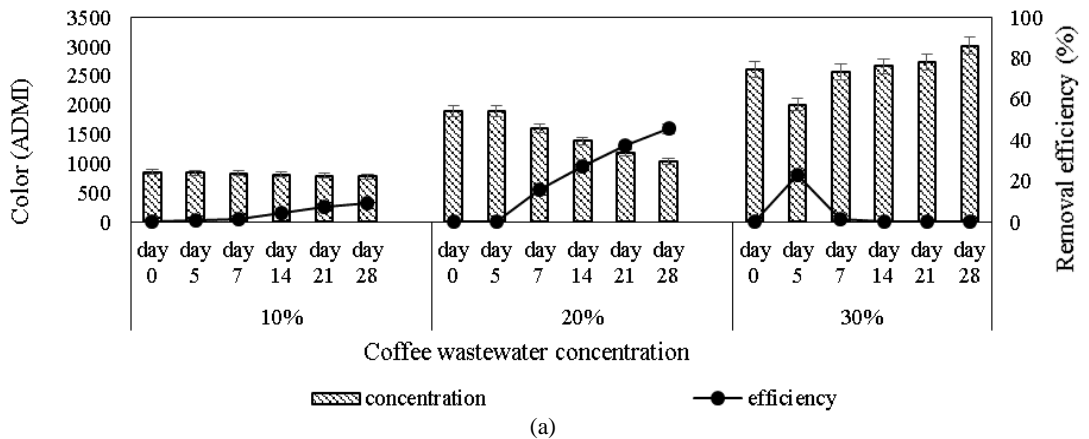 3500
3000
2500
2000
1500
1000
500
0
Color (ADMI)
100
80
60
40
20
0
Removal efficiency (%)
day day day day day day day day day day day day day day day day day day
0 5 7 14 21 28 0 5 7 14 21 28 0 5 7 14 21 28
10% 20% 30%
Coffee wastewater concentration
concentration efficiency
(a)